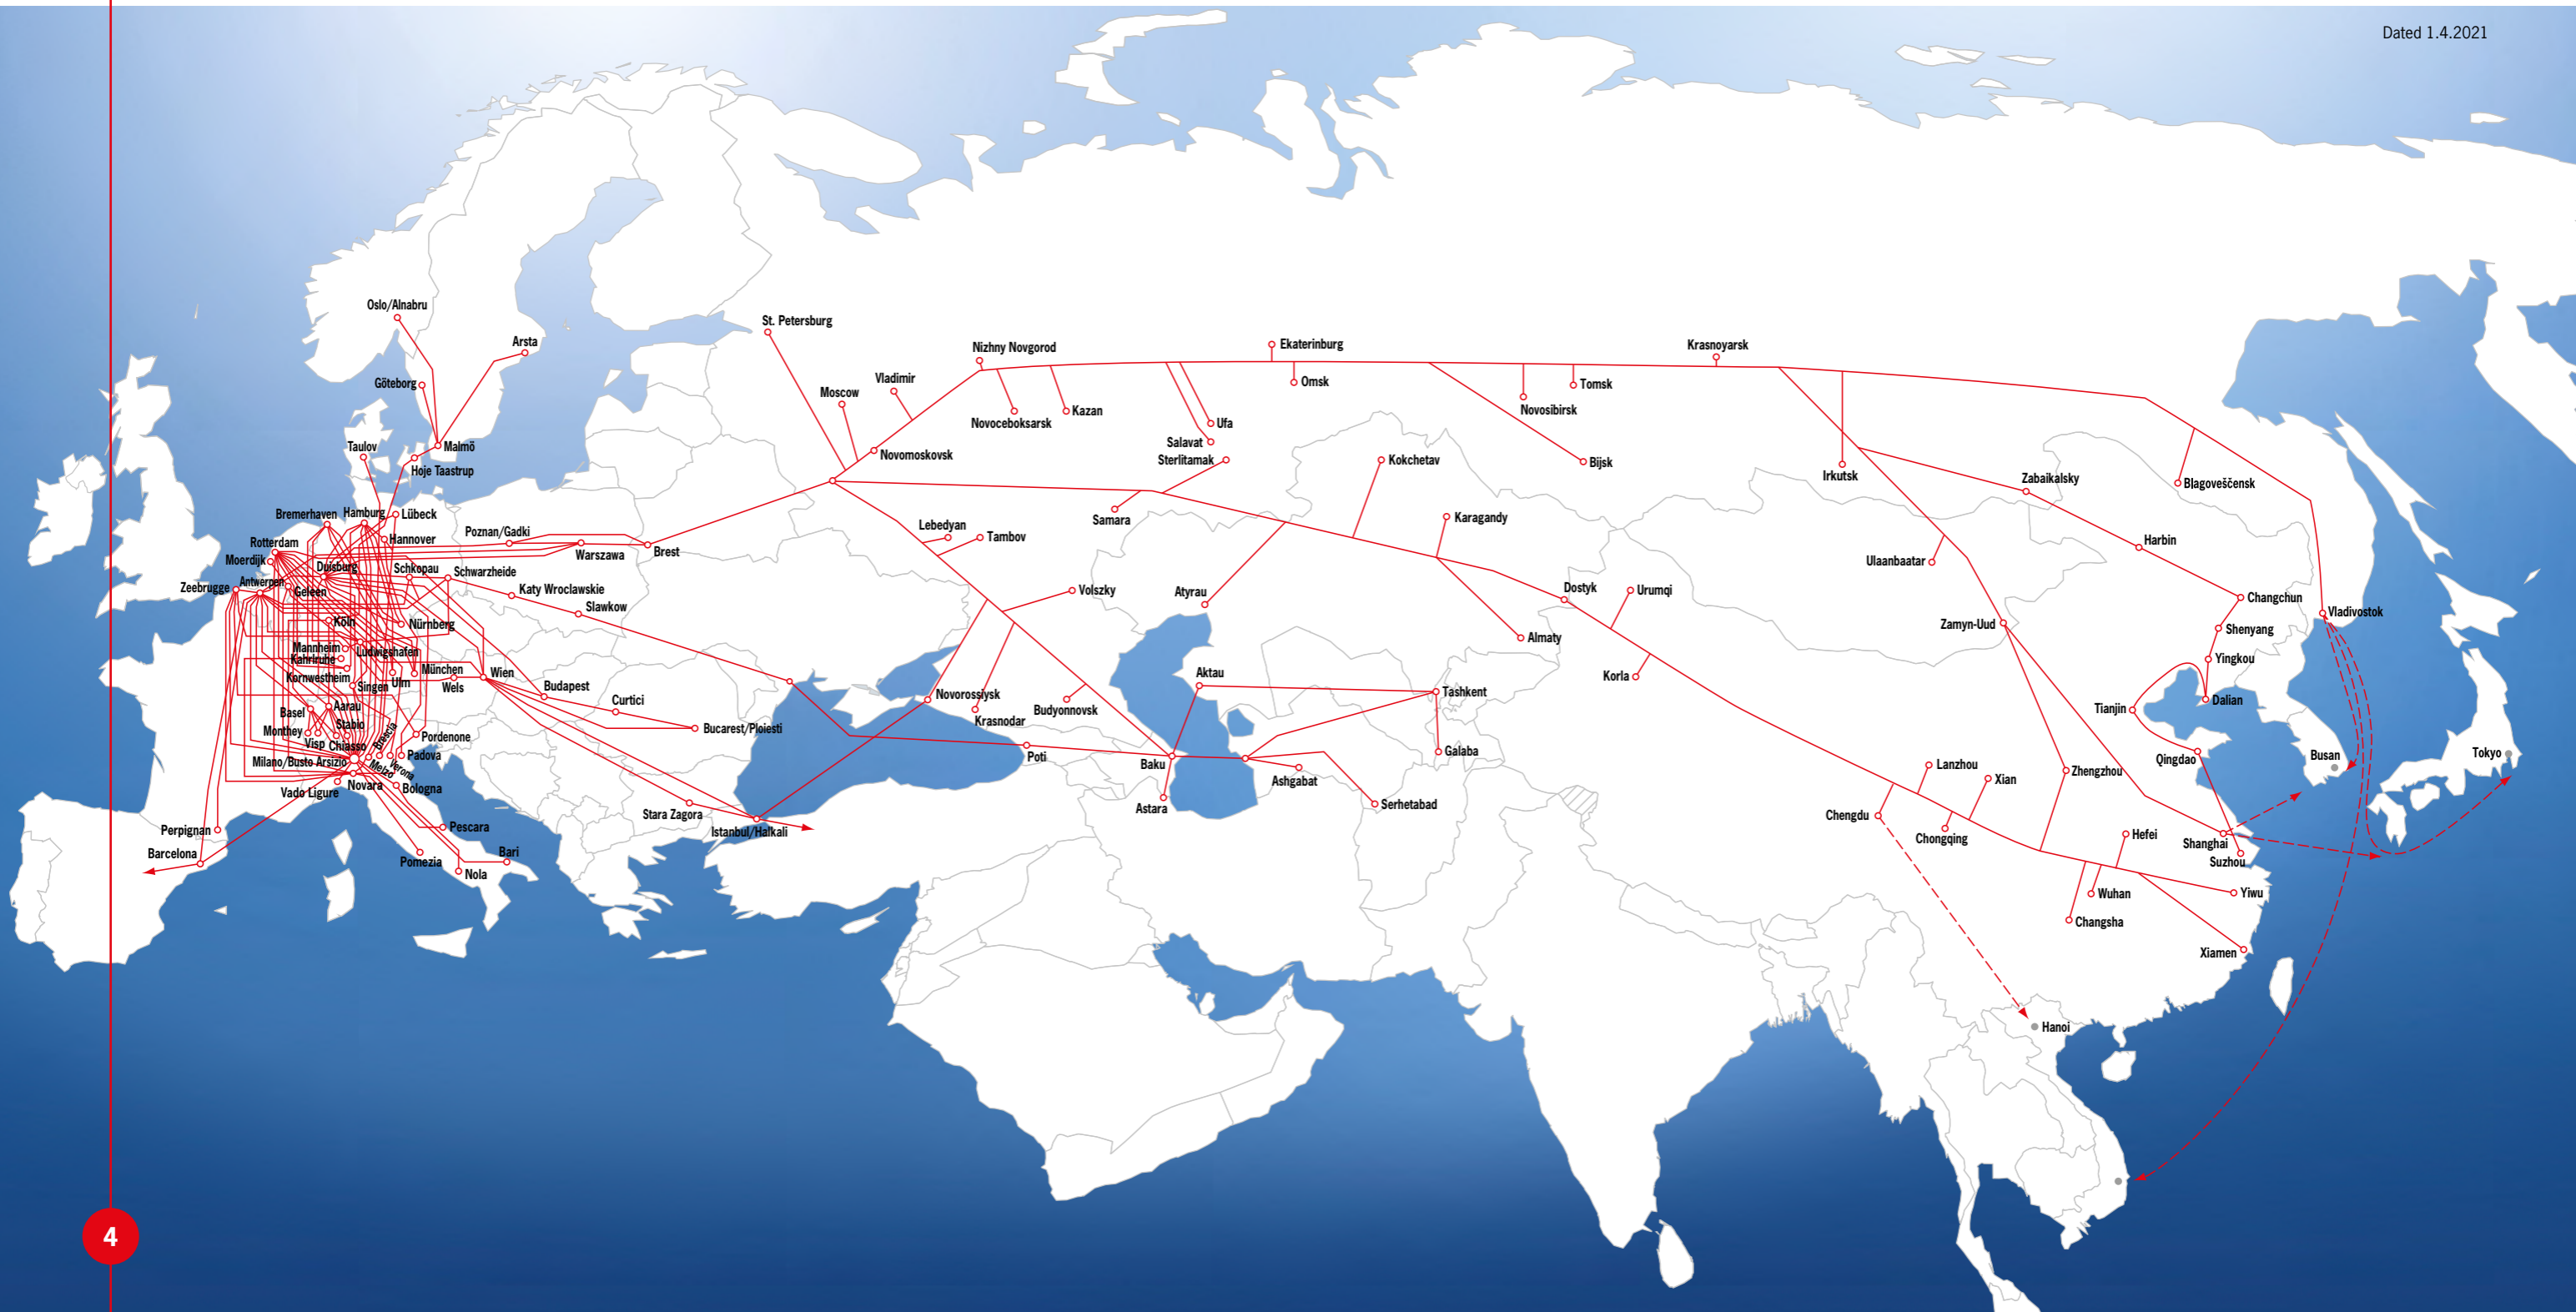 Dated 1.4.2021
Oslo/Alnabru
Arsta
Göteborg
Taulov
Malmö
Hoje Taastrup
St. Petersburg
Moscow
Vladimir
Nizhny Novgorod
Novomoskovsk
Novoceboksarsk
Kazan
Ufa
Salavat
Sterlitamak
Ekaterinburg
Omsk
Novosibirsk
Tomsk
Bijsk
Krasnoyarsk
Irkutsk
Zabaikalsky
Blagoveščensk
Kokchetav
Samara
Karagandy
Lebedyan
Tambov
Bremerhaven
Hamburg
Lübeck
Hannover
Poznan/Gadki
Warszawa
Brest
Rotterdam
Moerdijk
Zeebrugge
Antwerpen
Duisburg
Geleen
Schkopau
Schwarzheide
Katy Wroclawskie
Slawkow
Köln
Nürnberg
Mannheim
Kahrlruhe
Ludwigshafen
Kornwestheim
Singen
Ulm
München
Wels
Wien
Budapest
Curtici
Bucarest/Ploiesti
Basel
Aarau
Monthey
Visp
Stabio
Chiasso
Brescia
Pordenone
Padova
Verona
Melzo
Milano/Busto Arsizio
Novara
Vado Ligure
Bologna
Perpignan
Barcelona
Pescara
Pomezia
Nola
Bari
Stara Zagora
Istanbul/Halkali
Volszky
Novorossiysk
Krasnodar
Budyonnovsk
Poti
Baku
Astara
Atyrau
Aktau
Tashkent
Galaba
Ashgabat
Serhetabad
Almaty
Dostyk
Urumqi
Korla
Ulaanbaatar
Zamyn-Uud
Harbin
Changchun
Shenyang
Yingkou
Dalian
Tianjin
Qingdao
Vladivostok
Busan
Tokyo
Lanzhou
Xian
Zhengzhou
Chengdu
Chongqing
Hefei
Shanghai
Suzhou
Wuhan
Yiwu
Changsha
Xiamen
Hanoi
4